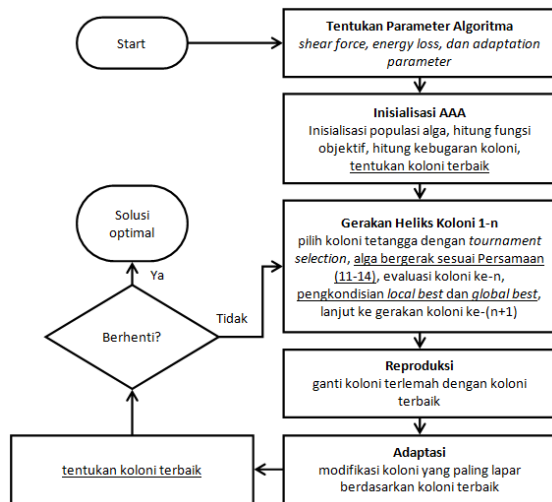 Start
Tentukan Parameter Algoritma
shear force, energy loss, dan adaptation
parameter
Inisialisasi AAA
Inisialisasi populasi alga, hitung fungsi
objektif, hitung kebugaran koloni,
tentukan koloni terbaik
Gerakan Heliks Koloni 1-n
pilih koloni tetangga dengan tournament
selection, alga bergerak sesuai Persamaan
(11-14), evaluasi koloni ke-n,
pengkondisian local best dan global best,
lanjut ke gerakan koloni ke-(n+1)
Reproduksi
ganti koloni terlemah dengan koloni
terbaik
Adaptasi
modifikasi koloni yang paling lapar
berdasarkan koloni terbaik
tentukan koloni terbaik
Berhenti?
Tidak
Ya
Solusi
optimal